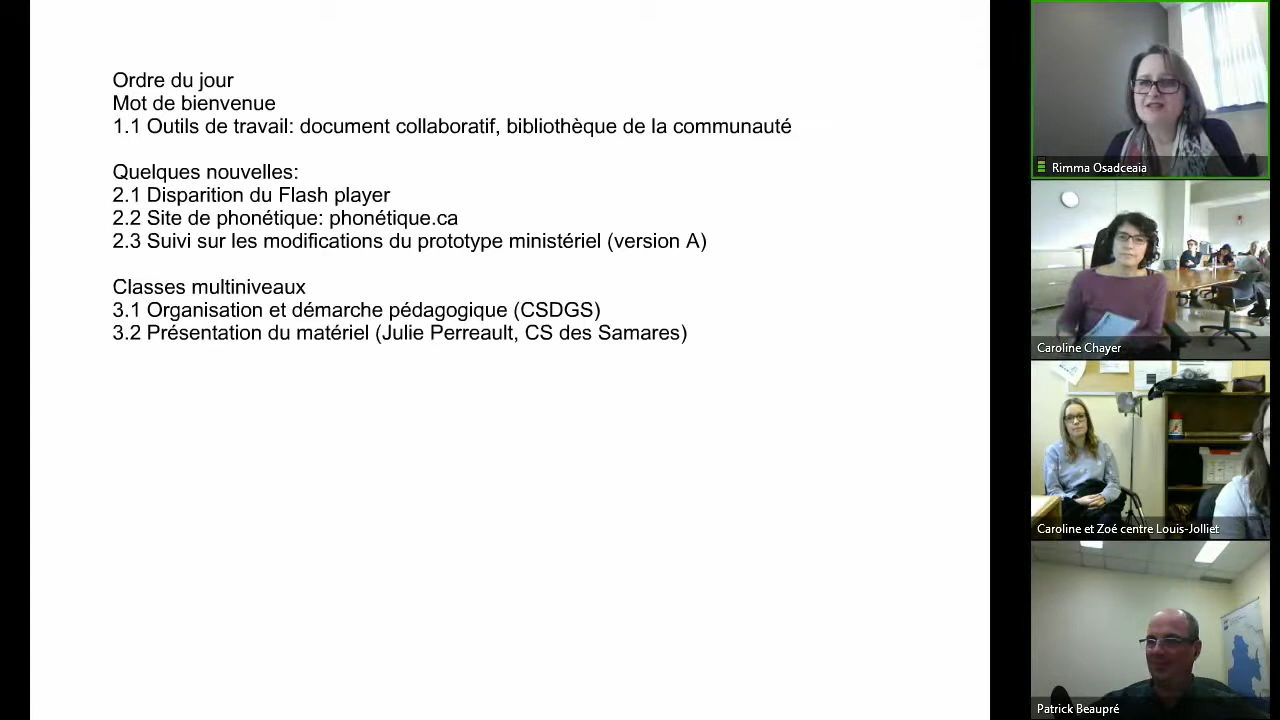 Ordre du jour
Mot de bienvenue
1.1 Outils de travail: document collaboratif, bibliothèque de la communauté
Quelques nouvelles:
2.1 Disparition du Flash player
2.2 Site de phonétique: phonétique.ca
2.3 Suivi sur les modifications du prototype ministériel (version A)
Classes multiniveaux
3.1 Organisation et démarche pédagogique (CSDGS)
3.2 Présentation du matériel (Julie Perreault, CS des Samares)
Rimma Osadceaia
Caroline Chayer
Caroline et Zoé centre Louis-Jolliet
Patrick Beaupré